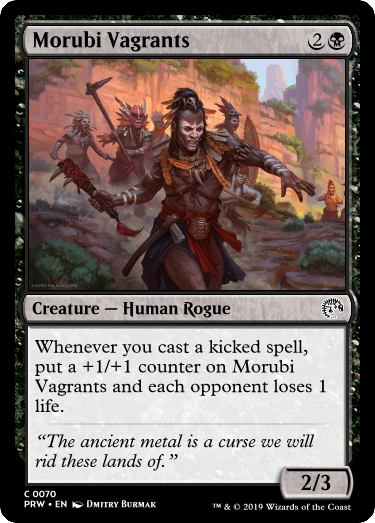 Morubi Vagrants 2
Creature — Human Rogue
Whenever you cast a kicked spell,
put a +1/+1 counter on Morubi
Vagrants and each opponent loses 1
life.
“The ancient metal is a curse we will
rid these lands of.”
2/3
C 0070
PRW • EN Dmitry Burmak
™ & © 2019 Wizards of the Coast